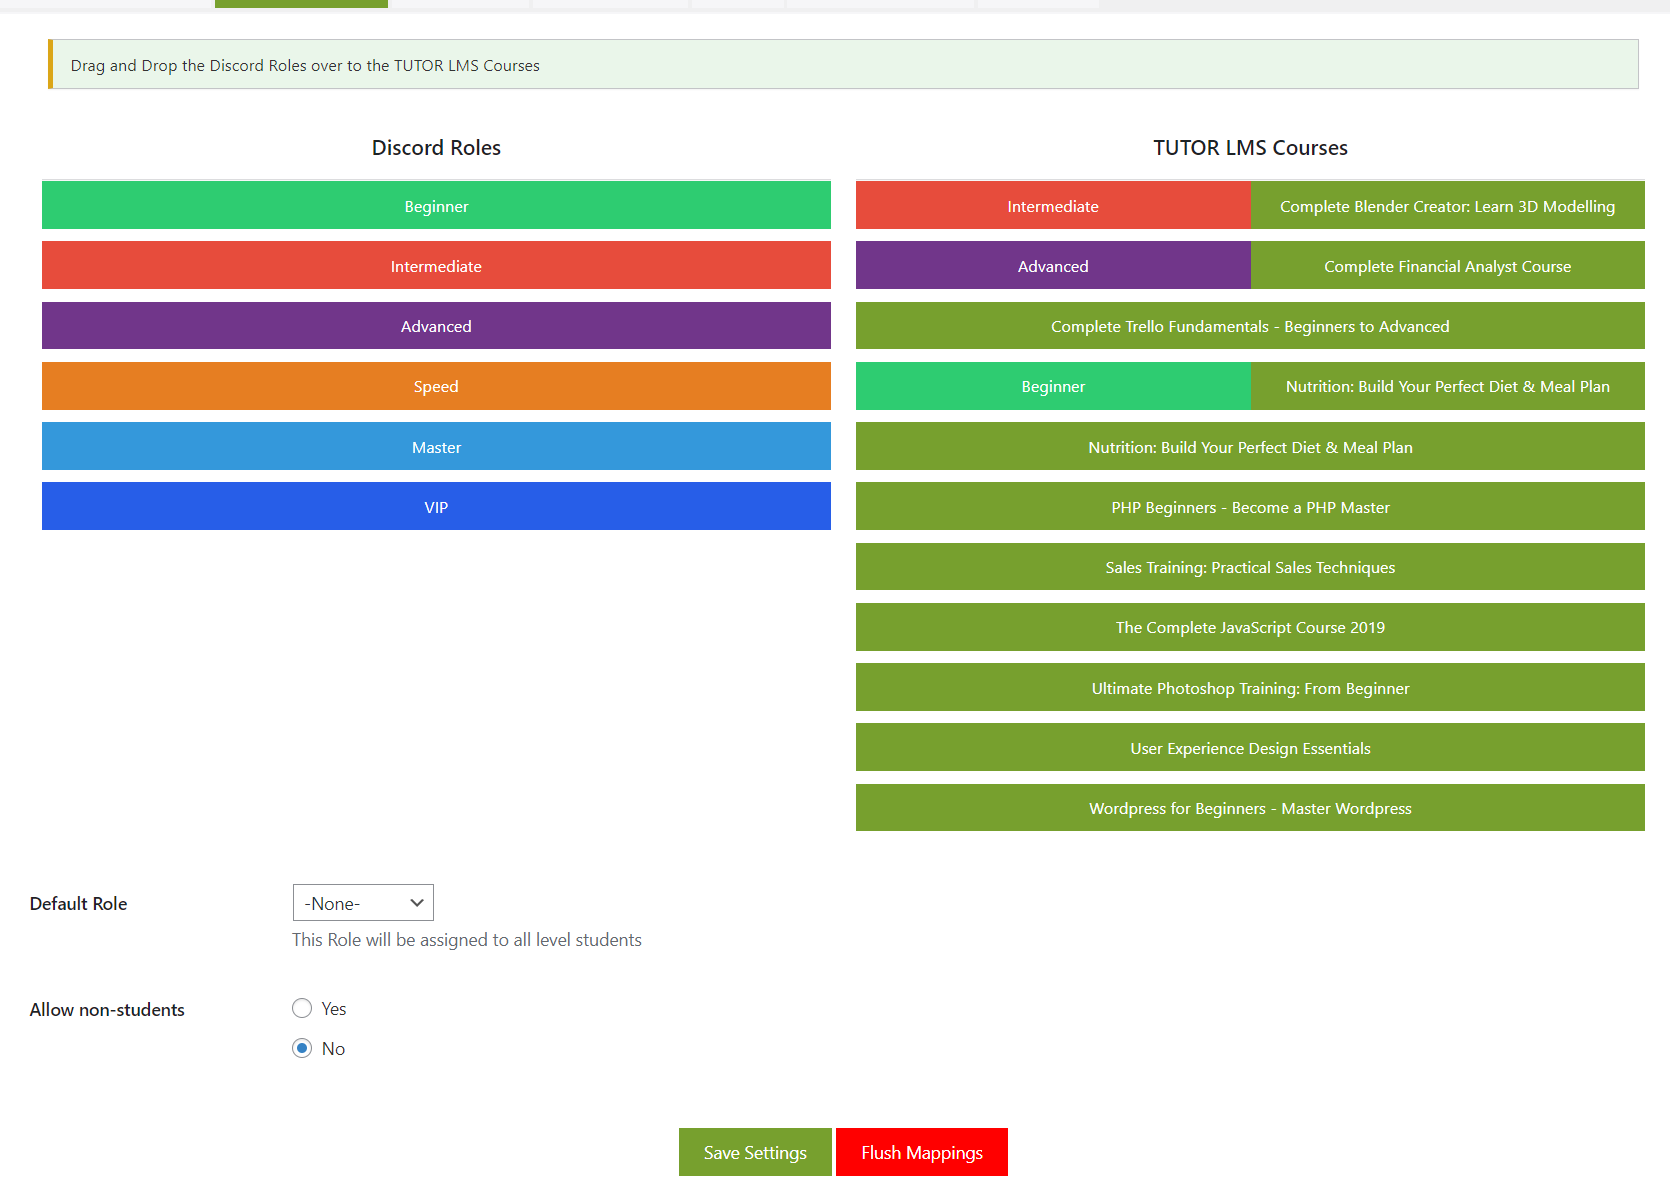 Drag and Drop the Discord Roles over to the TUTOR LMS Courses
Discord Roles
Beginner
Intermediate
Advanced
Speed
Master
VIP
TUTOR LMS Courses
Intermediate Complete Blender Creator: Learn 3D Modelling
Advanced Complete Financial Analyst Course
Complete Trello Fundamentals - Beginners to Advanced
Beginner Nutrition: Build Your Perfect Diet & Meal Plan
Nutrition: Build Your Perfect Diet & Meal Plan
PHP Beginners - Become a PHP Master
Sales Training: Practical Sales Techniques
The Complete JavaScript Course 2019
Ultimate Photoshop Training: From Beginner
User Experience Design Essentials
Wordpress for Beginners - Master Wordpress
Default Role
-None-
This Role will be assigned to all level students
Allow non-students
Yes
No
Save Settings
Flush Mappings